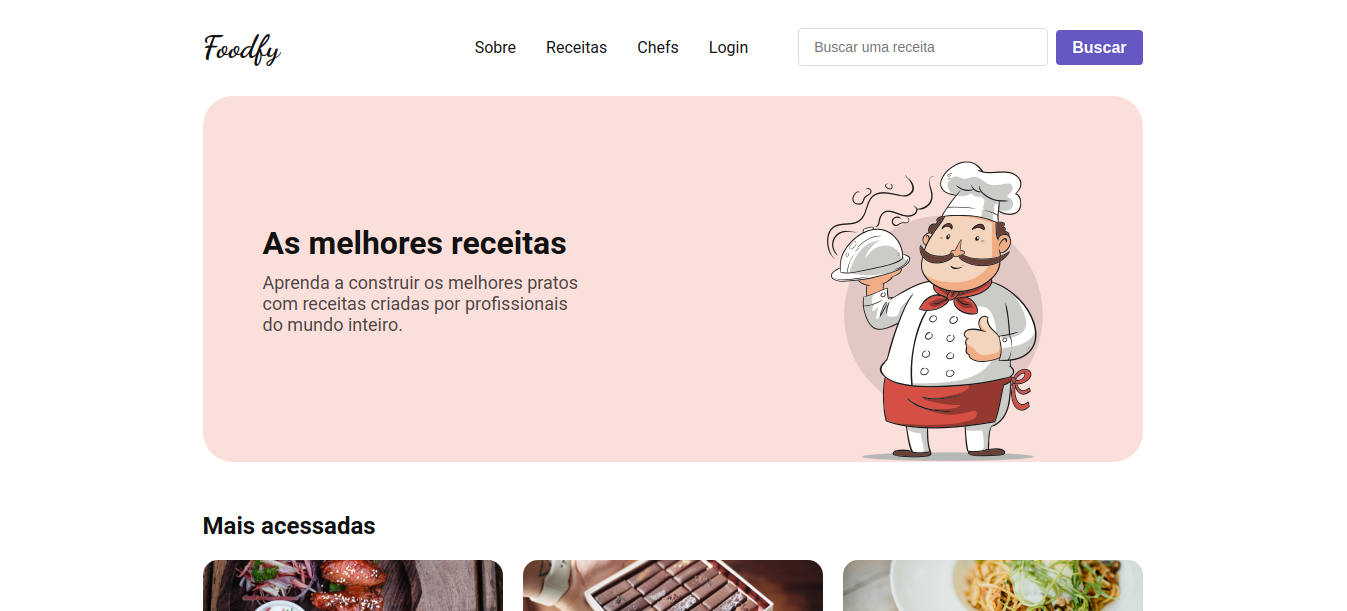 Foodfy
Sobre
Receitas
Chefs
Login
Buscar uma receita
Buscar
As melhores receitas
Aprenda a construir os melhores pratos
com receitas criadas por profissionais
do mundo inteiro.
Mais acessadas